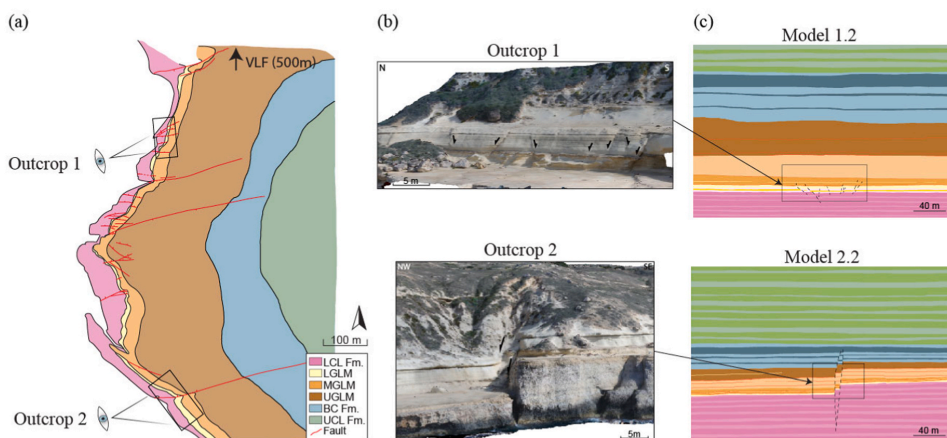 (a)
(b)
(c)
VLF (500m)
Outcrop 1
Outcrop 2
100 m
LCL Fm.
LGLM
MGLM
UGLM
BC Fm.
UCL Fm.
Fault
Outcrop 1
N
S
5 m
Outcrop 2
NW
SE
5m
Model 1.2
40 m
Model 2.2
40 m